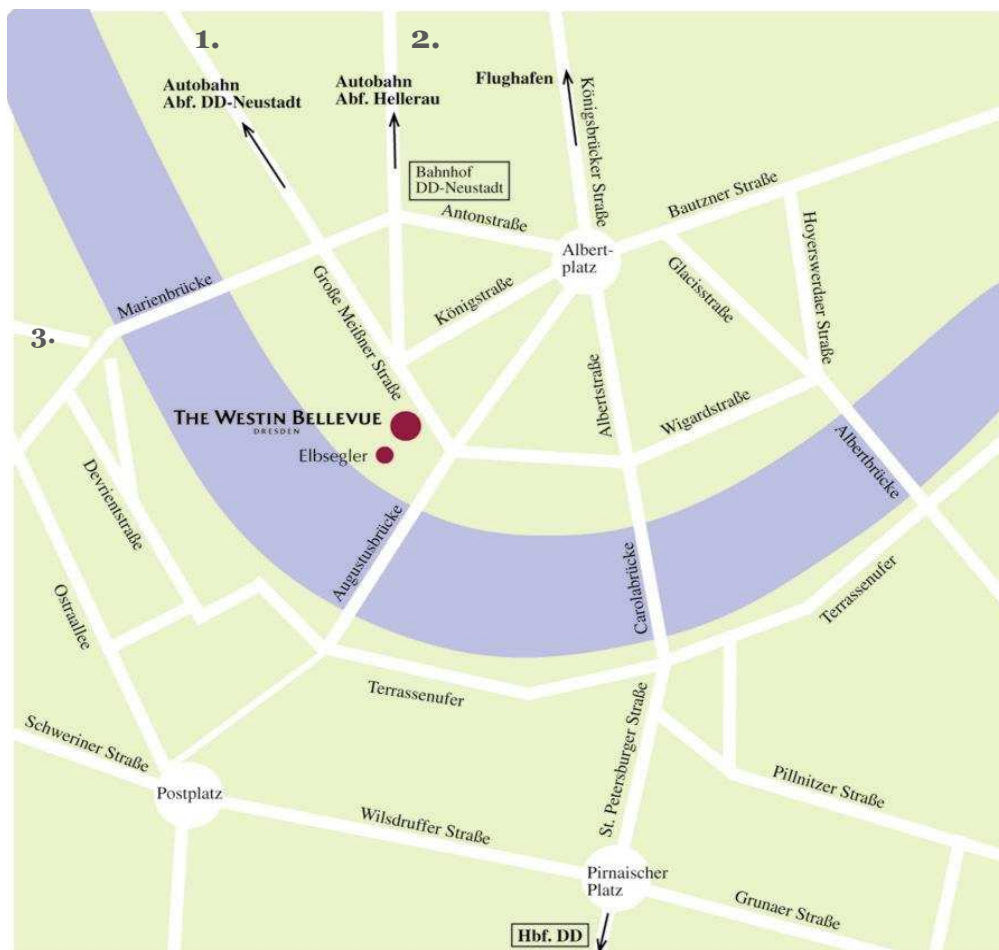 1.
2.
Autobahn
Abf. DD-Neustadt
Autobahn
Abf. Hellerau
Flughafen
Königsbrücker Straße
Bahnhof
DD-Neustadt
Bautzner Straße
Antonstraße
Albert-
platz
Hoyerswerdaer Straße
Glacisstraße
Marienbrücke
Große Meißner Straße
Königstraße
3.
Albertstraße
Wigardstraße
THE WESTIN BELLEVUE
DRESDEN
Elbsegler
Albertbrücke
Devrientstraße
Augustusbrücke
Carolabrücke
Ostraallee
Terrassenufer
Terrassenufer
St. Petersburger Straße
Schweriner Straße
Postplatz
Pillnitzer Straße
Wilsdruffer Straße
Pirnaischer
Platz
Grunaer Straße
Hbf. DD